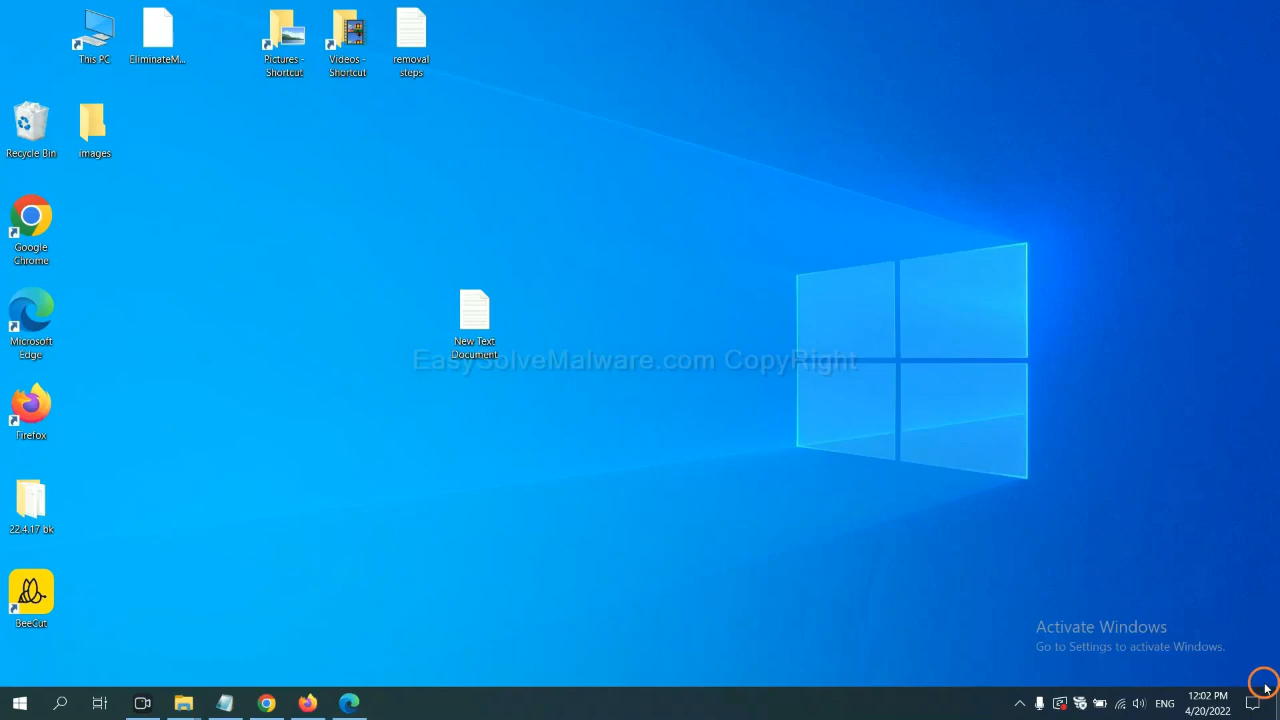 This PC
EliminateM...
Pictures -
Shortcut
Videos -
Shortcut
removal
steps
Recycle Bin
images
Google
Chrome
Microsoft
Edge
New Text
Document
EasySolveMalware.com CopyRight
Firefox
22.4.17 bk
BeeCut
Activate Windows
Go to Settings to activate Windows.
ENG
12:02 PM
4/20/2022